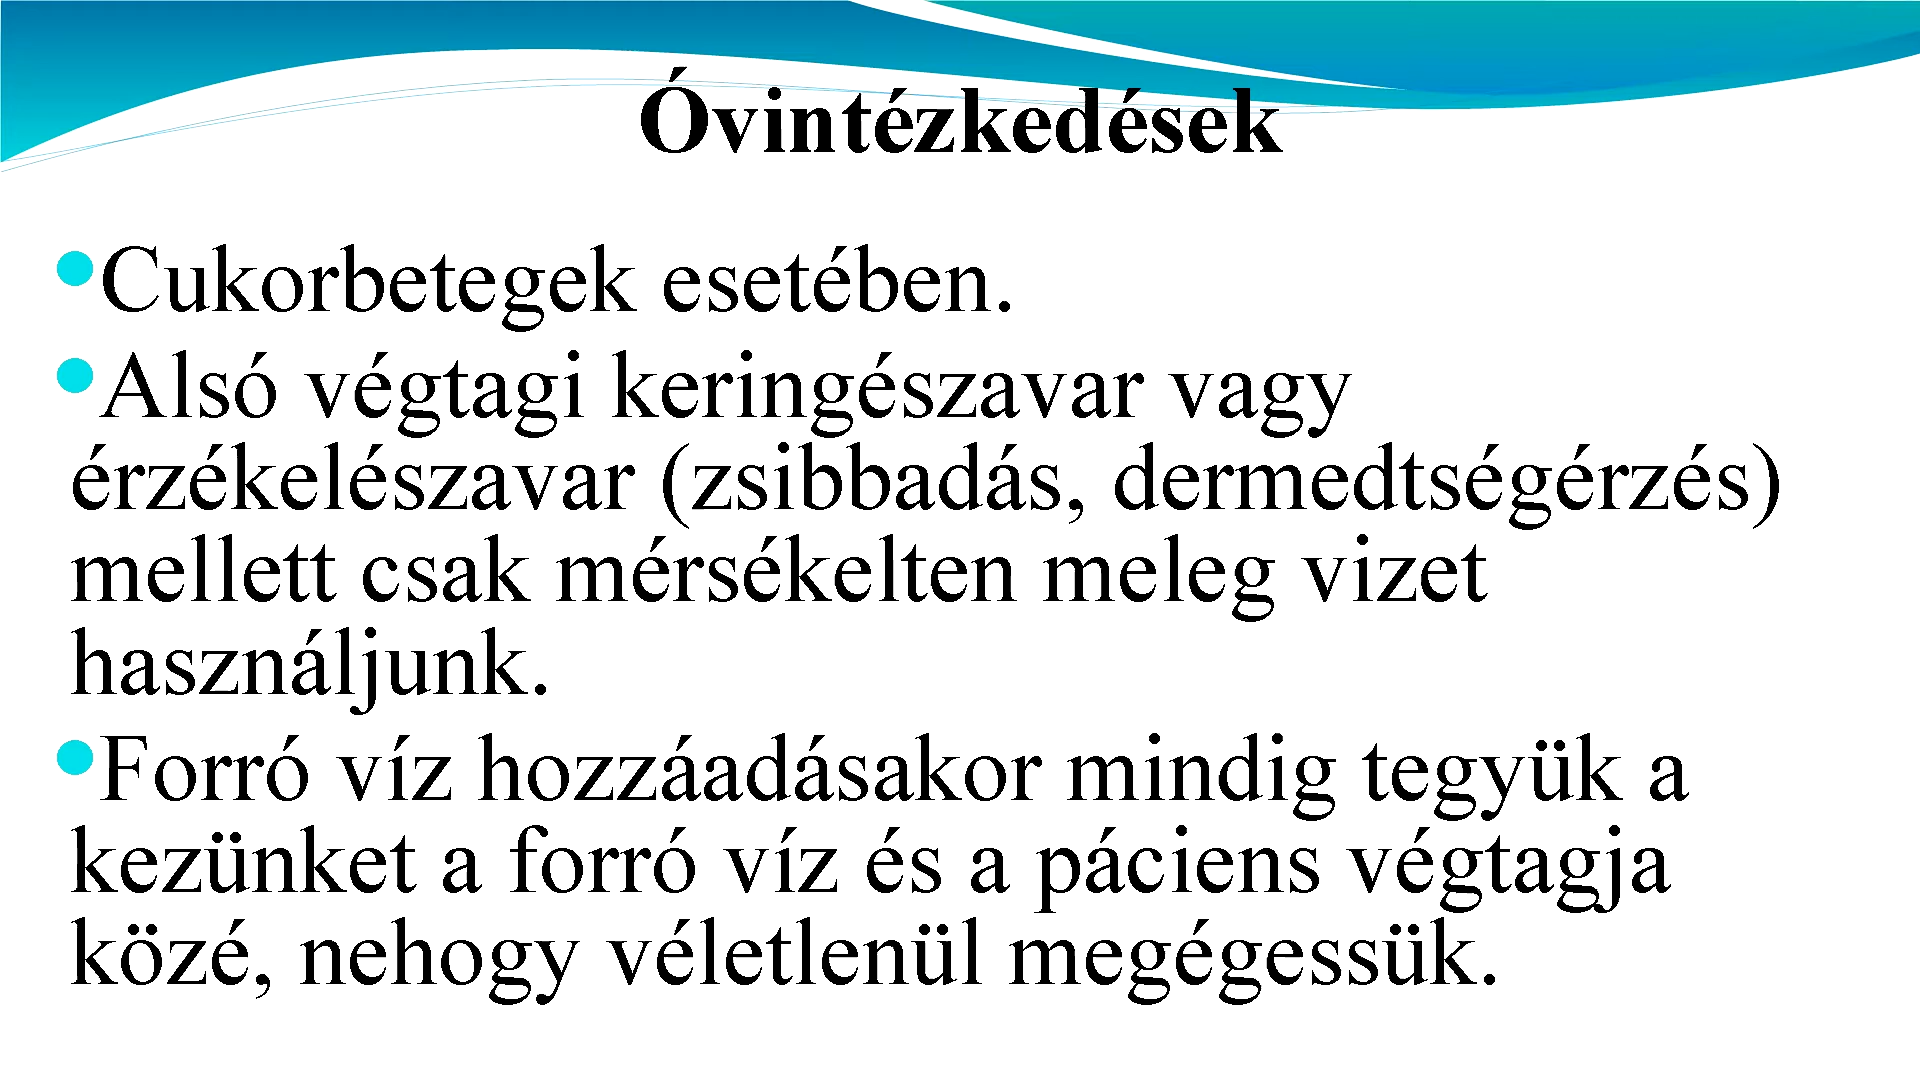 Óvintézkedések
•Cukorbetegek esetében.
•Alsó végtagi keringészavar vagy
érzékelészavar (zsibbadás, dermedtségérzés)
mellett csak mérsékelten meleg vizet
használjunk.
•Forró víz hozzáadásakor mindig tegyük a
kezünket a forró víz és a páciens végtagja
közé, nehogy véletlenül megégessük.